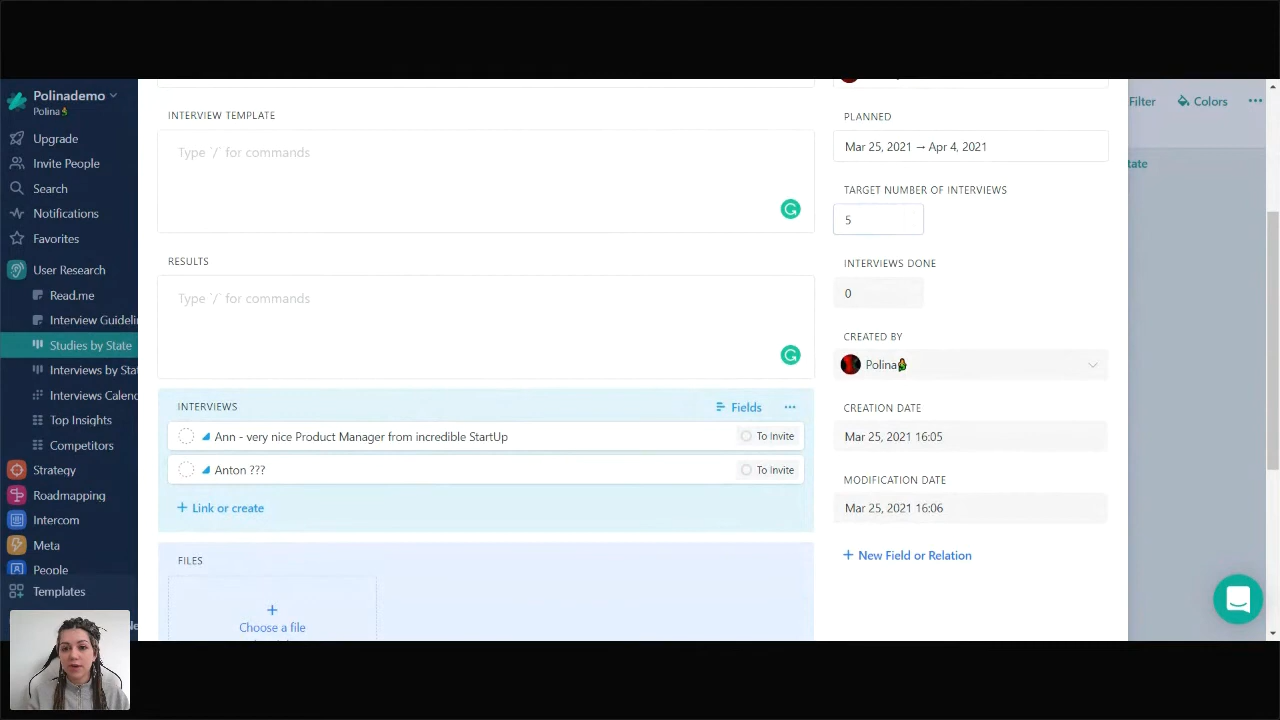 Polinademo
Polina
Upgrade
Invite People
Search
Notifications
Favorites
User Research
Read.me
Interview Guideli
Studies by State
Interviews by Sta
Interviews Calend
Top Insights
Competitors
Strategy
Roadmapping
Intercom
Meta
People
Templates
INTERVIEW TEMPLATE
Type `/` for commands
RESULTS
Type `/` for commands
INTERVIEWS
Fields
Ann - very nice Product Manager from incredible StartUp
To Invite
Anton ???
To Invite
+ Link or create
FILES
+
Choose a file
PLANNED
Mar 25, 2021 → Apr 4, 2021
TARGET NUMBER OF INTERVIEWS
5
INTERVIEWS DONE
0
CREATED BY
Polina
CREATION DATE
Mar 25, 2021 16:05
MODIFICATION DATE
Mar 25, 2021 16:06
+ New Field or Relation
Filter
Colors
tate